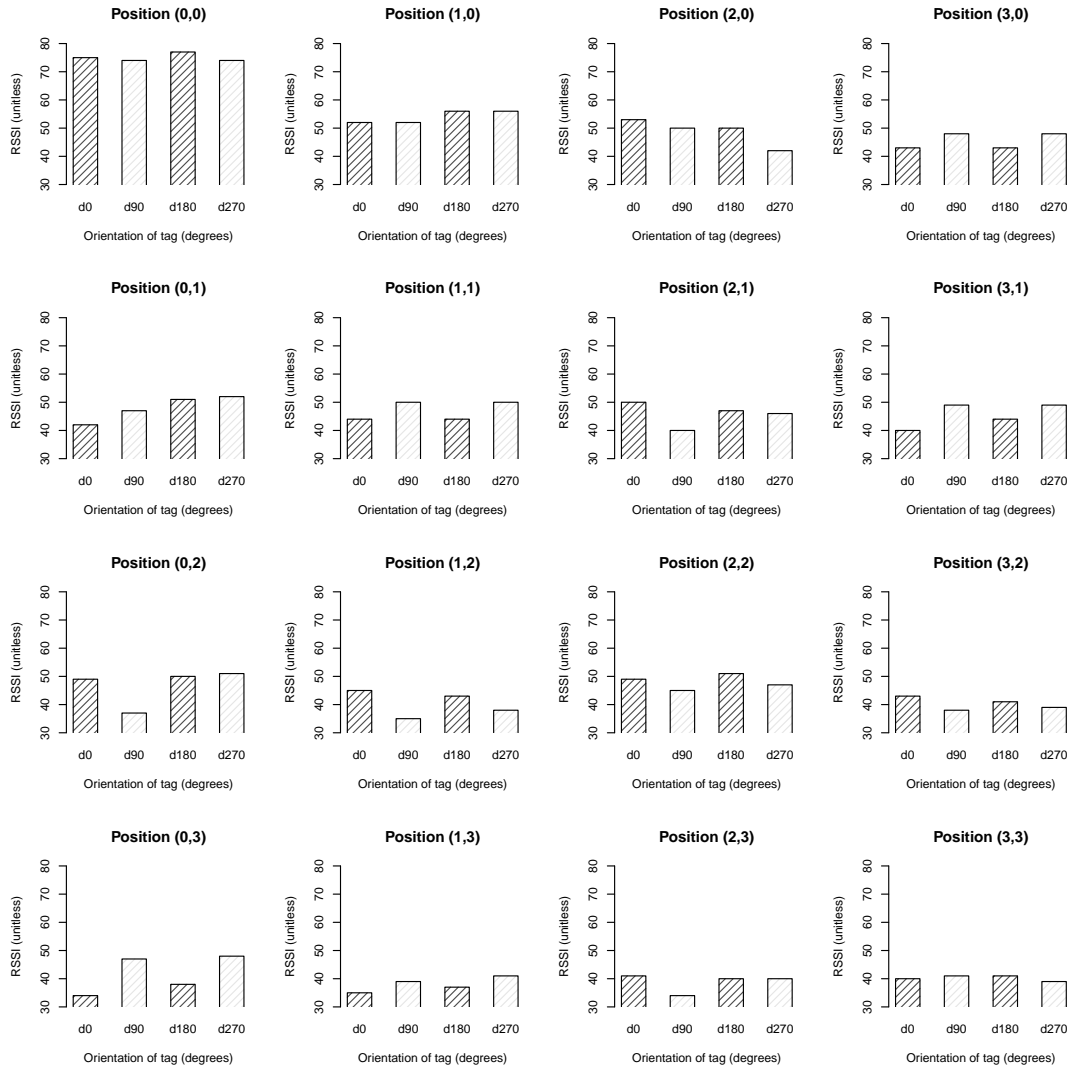 Position (0,0) Position (1,0) Position (2,0) Position (3,0)
RSSI (unitless) RSSI (unitless) RSSI (unitless) RSSI (unitless)
30 40 50 60 70 80 30 40 50 60 70 80 30 40 50 60 70 80 30 40 50 60 70 80
d0 d90 d180 d270 d0 d90 d180 d270 d0 d90 d180 d270 d0 d90 d180 d270
Orientation of tag (degrees) Orientation of tag (degrees) Orientation of tag (degrees) Orientation of tag (degrees)
Position (0,1) Position (1,1) Position (2,1) Position (3,1)
RSSI (unitless) RSSI (unitless) RSSI (unitless) RSSI (unitless)
30 40 50 60 70 80 30 40 50 60 70 80 30 40 50 60 70 80 30 40 50 60 70 80
d0 d90 d180 d270 d0 d90 d180 d270 d0 d90 d180 d270 d0 d90 d180 d270
Orientation of tag (degrees) Orientation of tag (degrees) Orientation of tag (degrees) Orientation of tag (degrees)
Position (0,2) Position (1,2) Position (2,2) Position (3,2)
RSSI (unitless) RSSI (unitless) RSSI (unitless) RSSI (unitless)
30 40 50 60 70 80 30 40 50 60 70 80 30 40 50 60 70 80 30 40 50 60 70 80
d0 d90 d180 d270 d0 d90 d180 d270 d0 d90 d180 d270 d0 d90 d180 d270
Orientation of tag (degrees) Orientation of tag (degrees) Orientation of tag (degrees) Orientation of tag (degrees)
Position (0,3) Position (1,3) Position (2,3) Position (3,3)
RSSI (unitless) RSSI (unitless) RSSI (unitless) RSSI (unitless)
30 40 50 60 70 80 30 40 50 60 70 80 30 40 50 60 70 80 30 40 50 60 70 80
d0 d90 d180 d270 d0 d90 d180 d270 d0 d90 d180 d270 d0 d90 d180 d270
Orientation of tag (degrees) Orientation of tag (degrees) Orientation of tag (degrees) Orientation of tag (degrees)